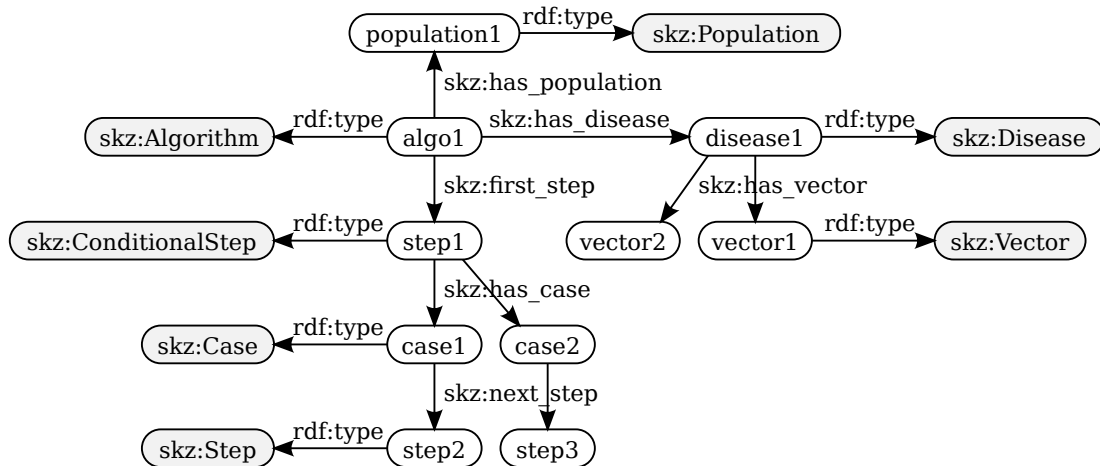 population1 rdf:type skz:Population
skz:has_population
skz:Algorithm rdf:type algo1 skz:has_disease disease1 rdf:type skz:Disease
skz:first_step skz:has_vector
skz:ConditionalStep rdf:type step1 vector2 vector1 rdf:type skz:Vector
skz:has_case
skz:Case rdf:type case1 case2
skz:next_step
skz:Step rdf:type step2 step3